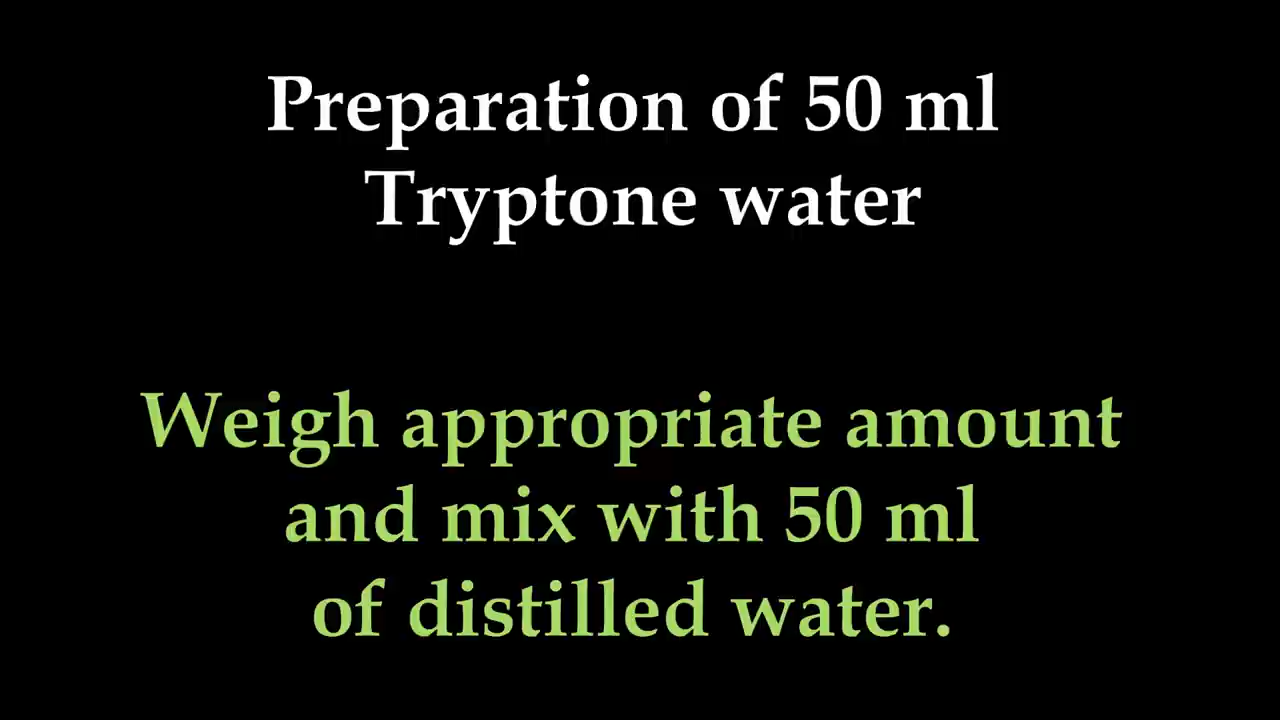 Preparation of 50 ml
Tryptone water
Weigh appropriate amount
and mix with 50 ml
of distilled water.